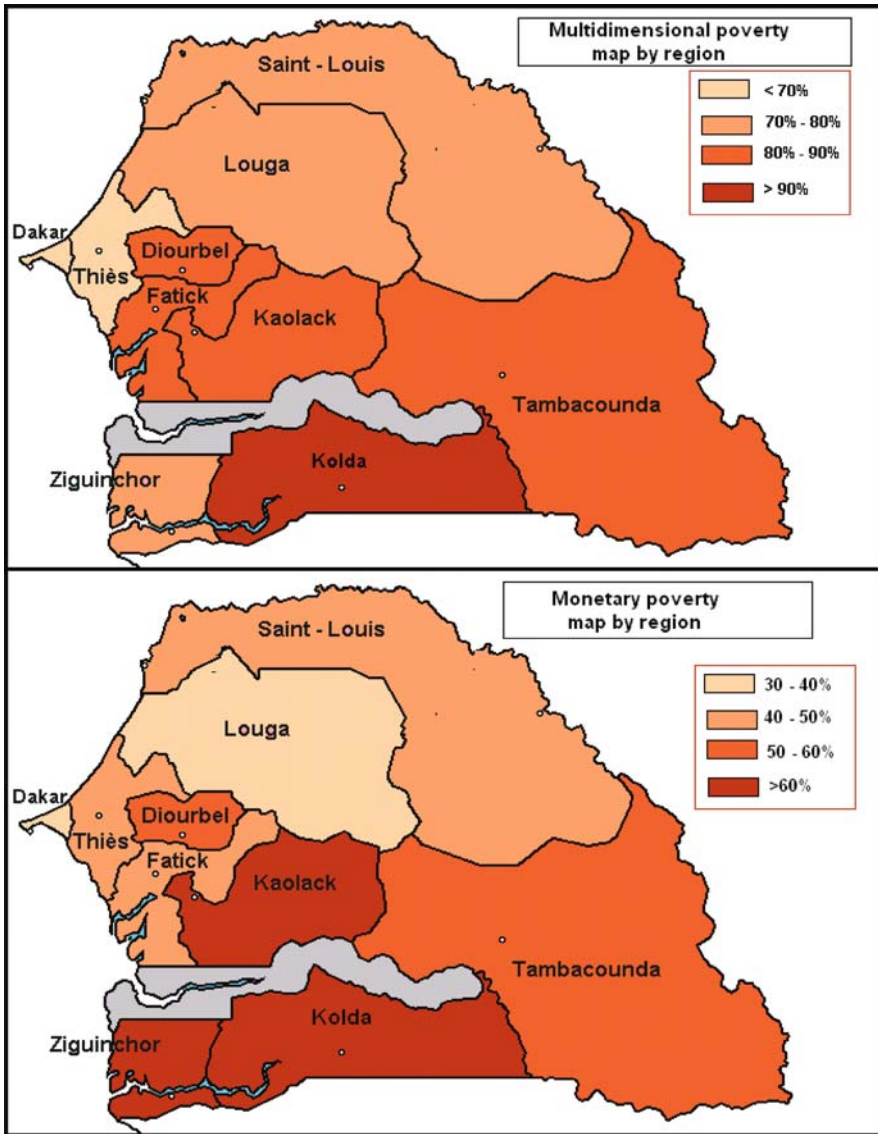 Multidimensional poverty
map by region
< 70%
70% - 80%
80% - 90%
> 90%
Saint - Louis
Louga
Dakar
Thiès
Diourbel
Fatick
Kaolack
Tambacounda
Kolda
Ziguinchor
Monetary poverty
map by region
30 - 40%
40 - 50%
50 - 60%
>60%
Saint - Louis
Louga
Dakar
Thiès
Diourbel
Fatick
Kaolack
Tambacounda
Kolda
Ziguinchor